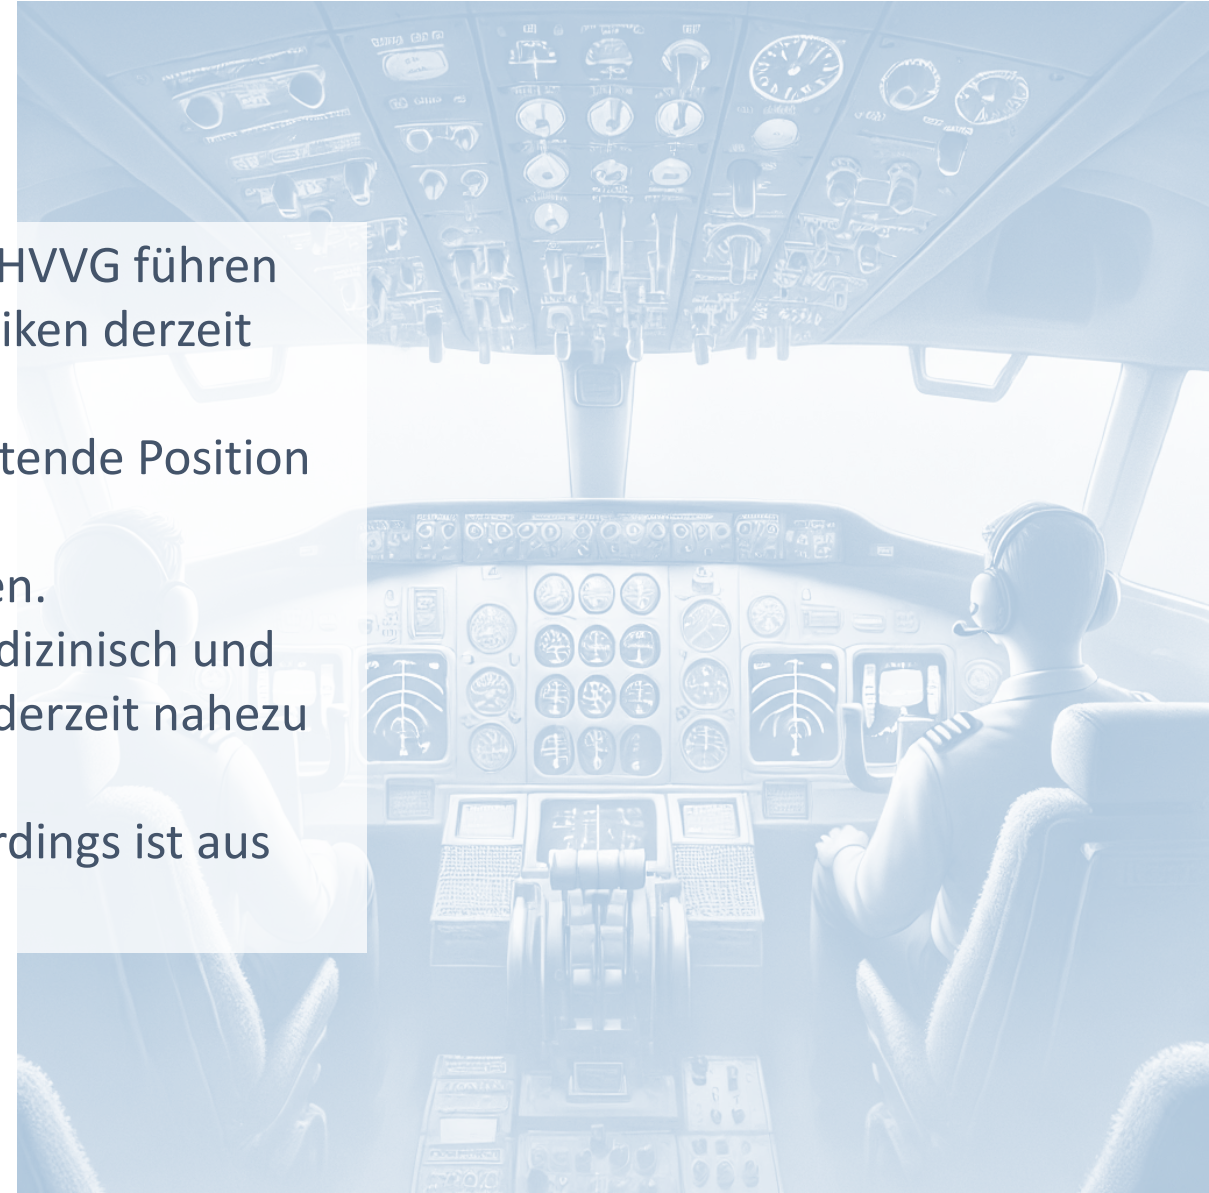 HVVG führen
iken derzeit
tende Position
en.
dizinisch und
derzeit nahezu
rdings ist aus